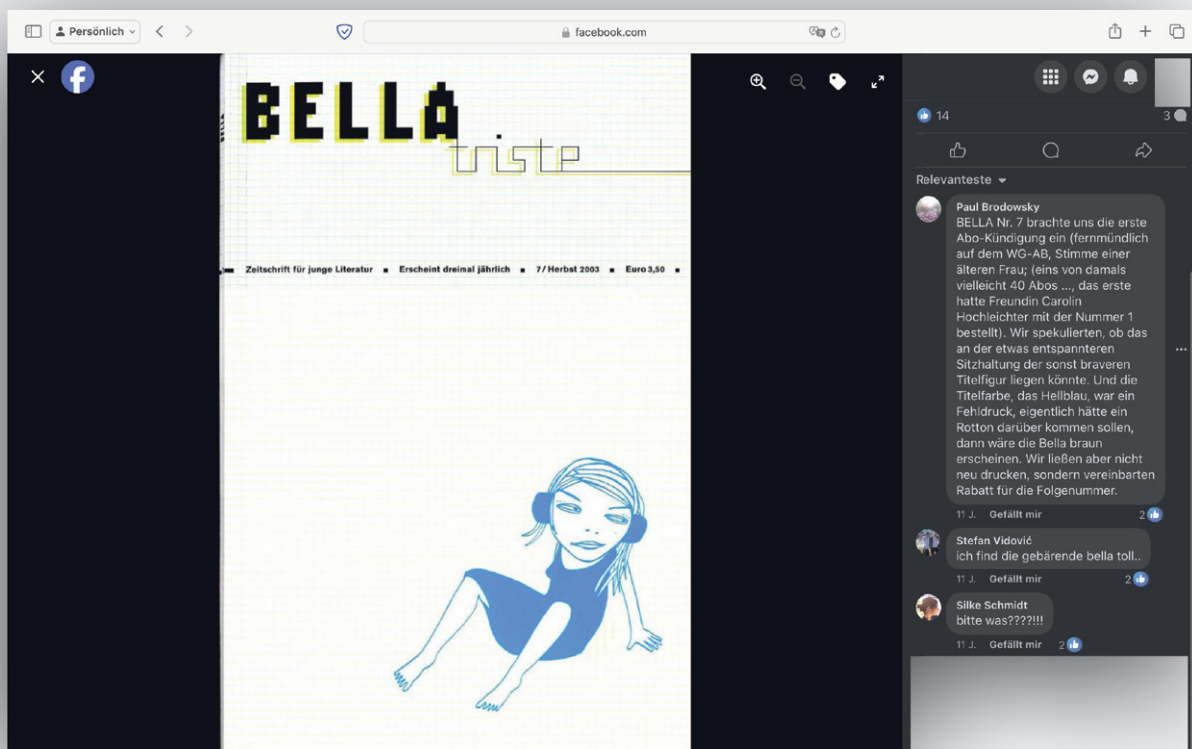 Persönlich
facebook.com
BELLA
triste
Zeitschrift für junge Literatur ■ Erscheint dreimal jährlich ■ 7/Herbst 2003 ■ Euro 3,50 ■
14
3
Relevanteste
Paul Brodowsky
BELLA Nr. 7 brachte uns die erste
Abo-Kündigung ein (fernmündlich
auf dem WG-AB, Stimme einer
älteren Frau; (eins von damals
vielleicht 40 Abos ..., das erste
hatte Freundin Carolin
Hochleichter mit der Nummer 1
bestellt). Wir spekulierten, ob das
an der etwas entspannteren
Sitzhaltung der sonst braveren
Titelfigur liegen könnte. Und die
Titelfarbe, das Hellblau, war ein
Fehldruck, eigentlich hätte ein
Rotton darüber kommen sollen,
dann wäre die Bella braun
erscheinen. Wir ließen aber nicht
neu drucken, sondern vereinbarten
Rabatt für die Folgenummer.
11 J. Gefällt mir 2
Stefan Vidović
ich find die gebärende bella toll..
11 J. Gefällt mir 2
Silke Schmidt
bitte was????!!!
11 J. Gefällt mir 2